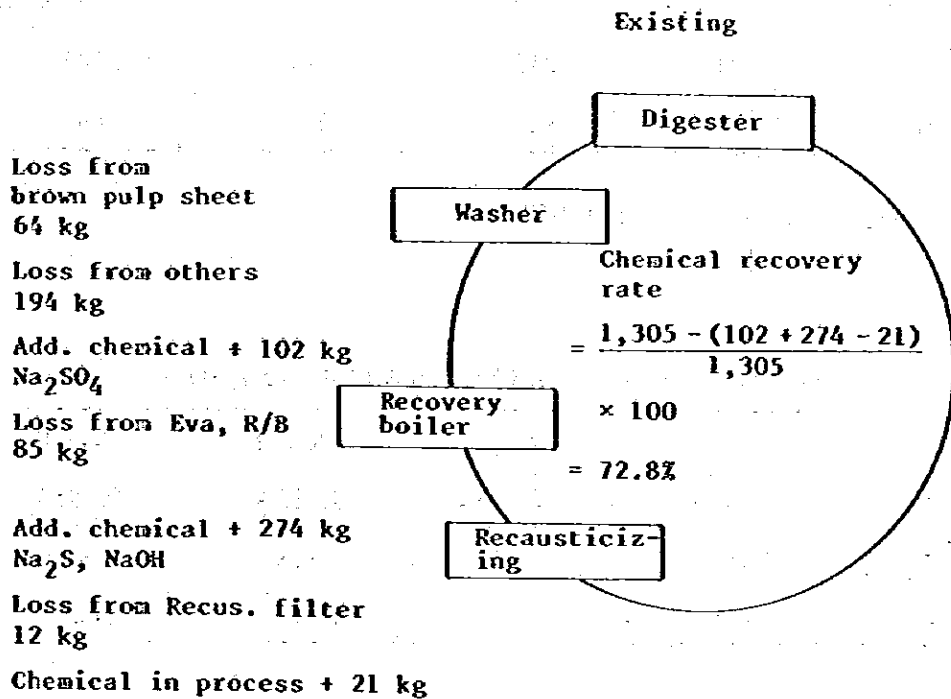 Existing
Digester
Loss from
brown pulp sheet
64 kg
Washer
Loss from others
194 kg
Chemical recovery
rate
= 1,305 - (102 + 274 - 21)
1,305
× 100
= 72.8%
Add. chemical + 102 kg
Na2SO4
Recovery
boiler
Loss from Eva, R/B
85 kg
Add. chemical + 274 kg
Na2S, NaOH
Recausticiz-
ing
Loss from Recus. filter
12 kg
Chemical in process + 21 kg